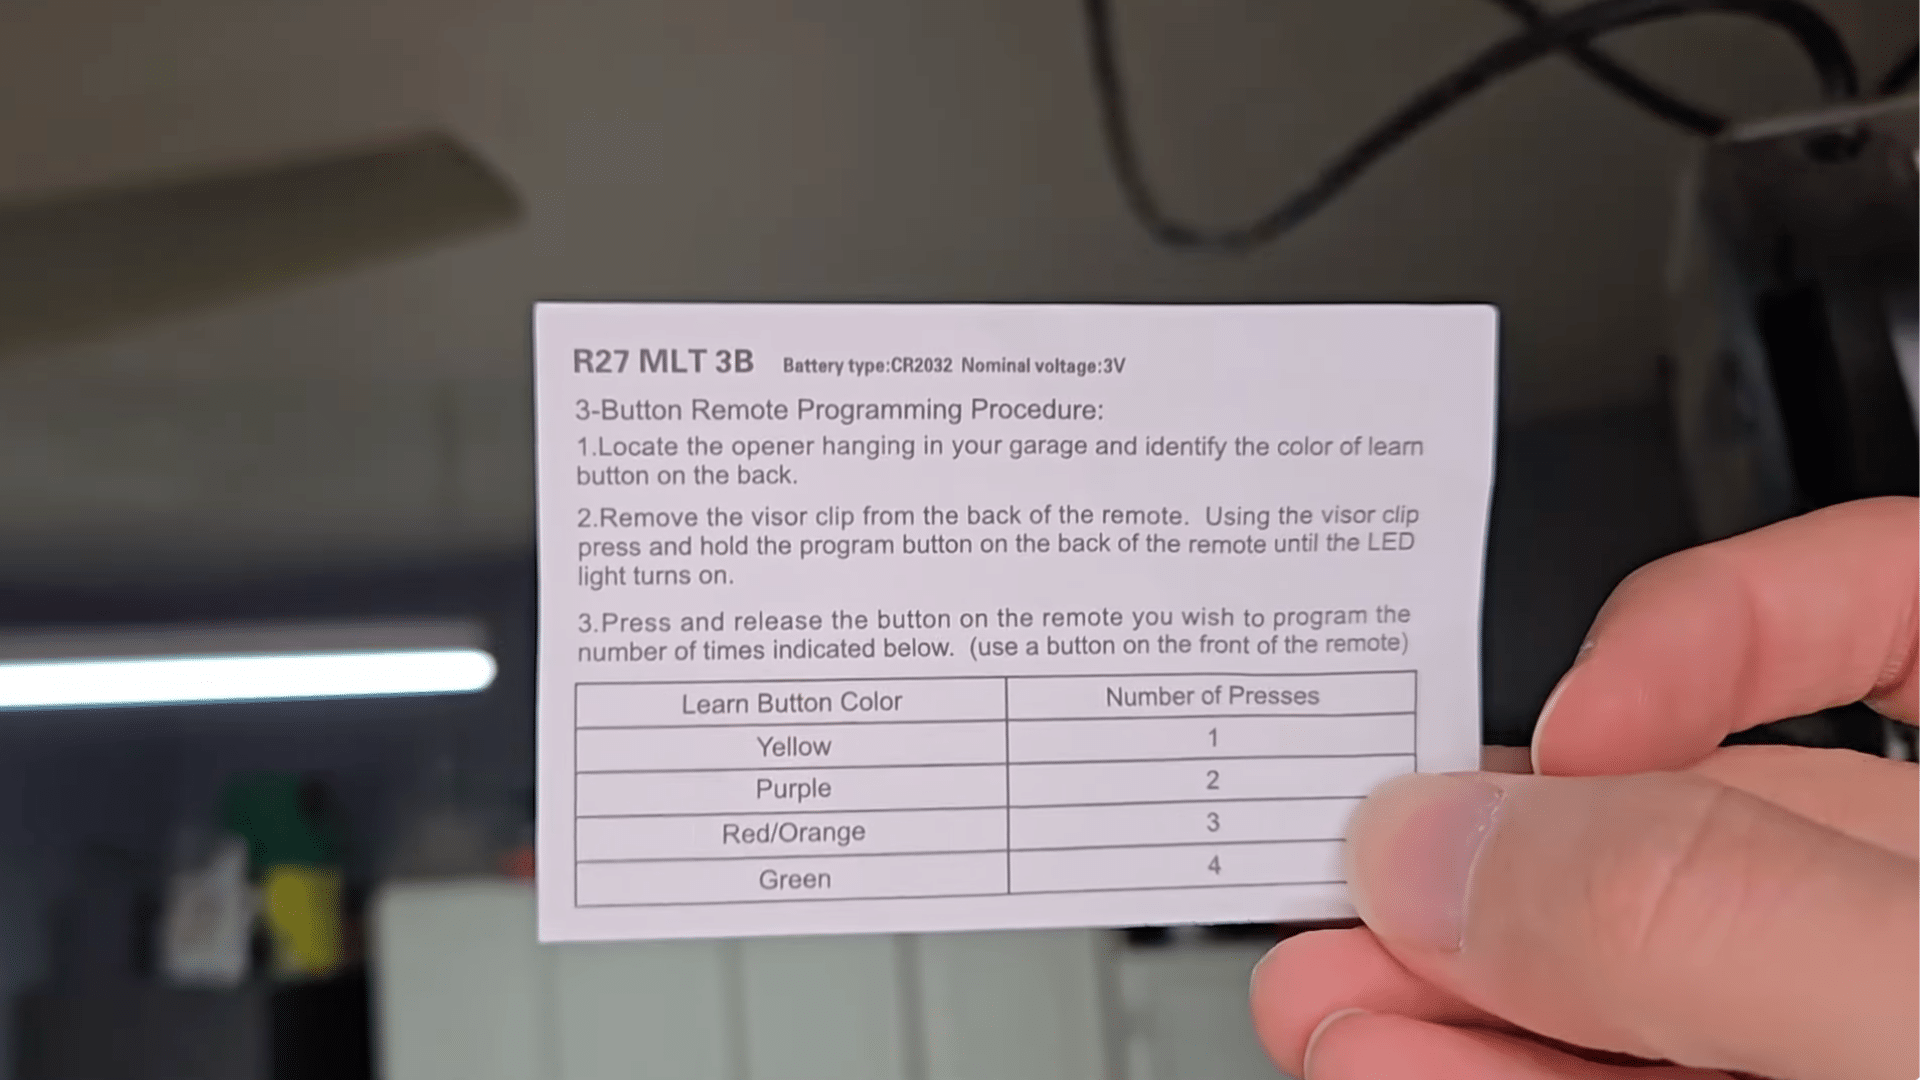 R27 MLT 3B Battery type:CR2032 Nominal voltage:3V
3-Button Remote Programming Procedure:
1.Locate the opener hanging in your garage and identify the color of learn
button on the back.
2.Remove the visor clip from the back of the remote. Using the visor clip
press and hold the program button on the back of the remote until the LED
light turns on.
3.Press and release the button on the remote you wish to program the
number of times indicated below. (use a button on the front of the remote)
Learn Button Color Number of Presses
Yellow 1
Purple 2
Red/Orange 3
Green 4